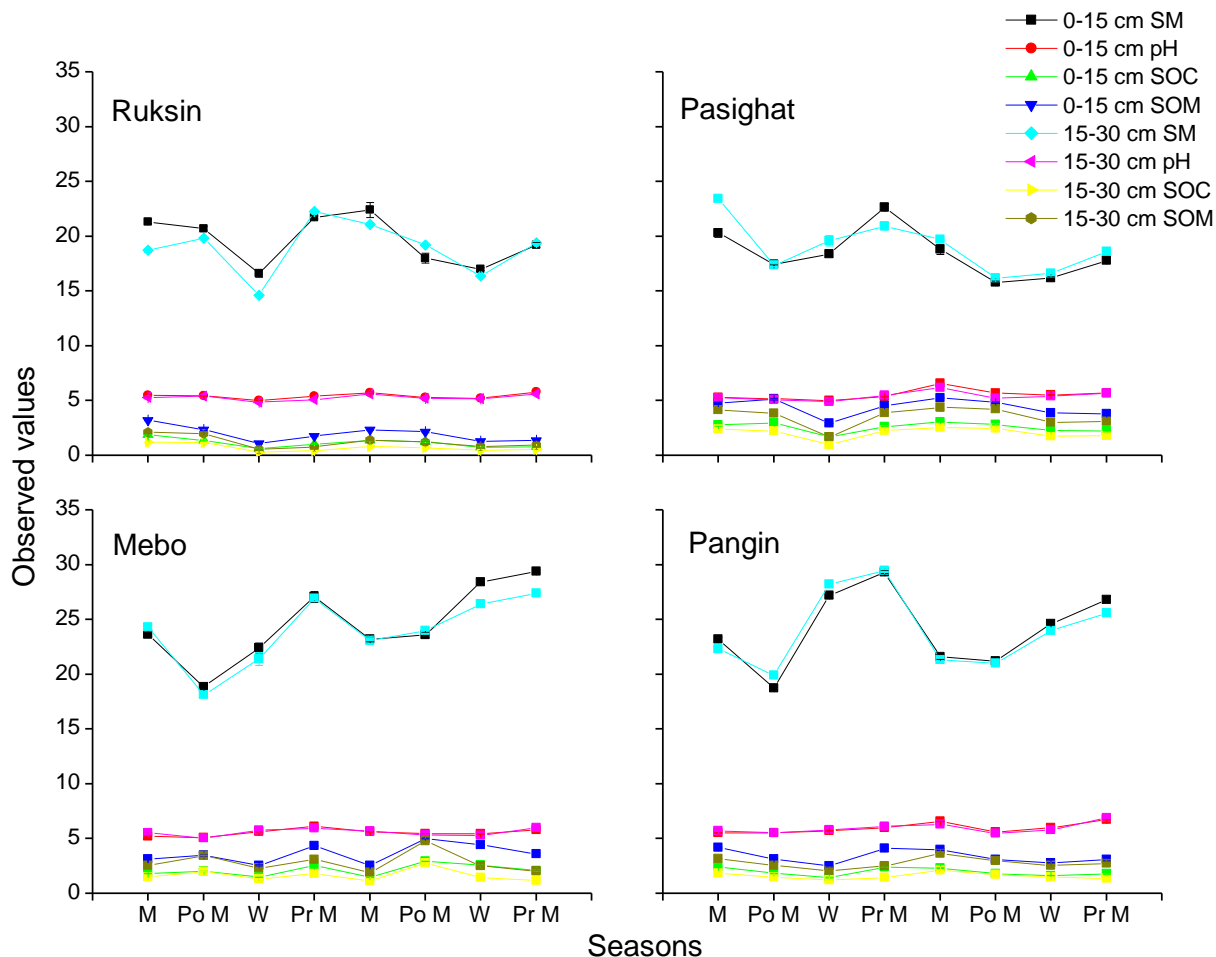 0-15 cm SM
0-15 cm pH
0-15 cm SOC
0-15 cm SOM
15-30 cm SM
15-30 cm pH
15-30 cm SOC
15-30 cm SOM
Ruksin
Pasighat
35
30
25
20
15
10
5
0
Observed values
Mebo
Pangin
35
30
25
20
15
10
5
0
M Po M W Pr M M Po M W Pr M
M Po M W Pr M M Po M W Pr M
Seasons